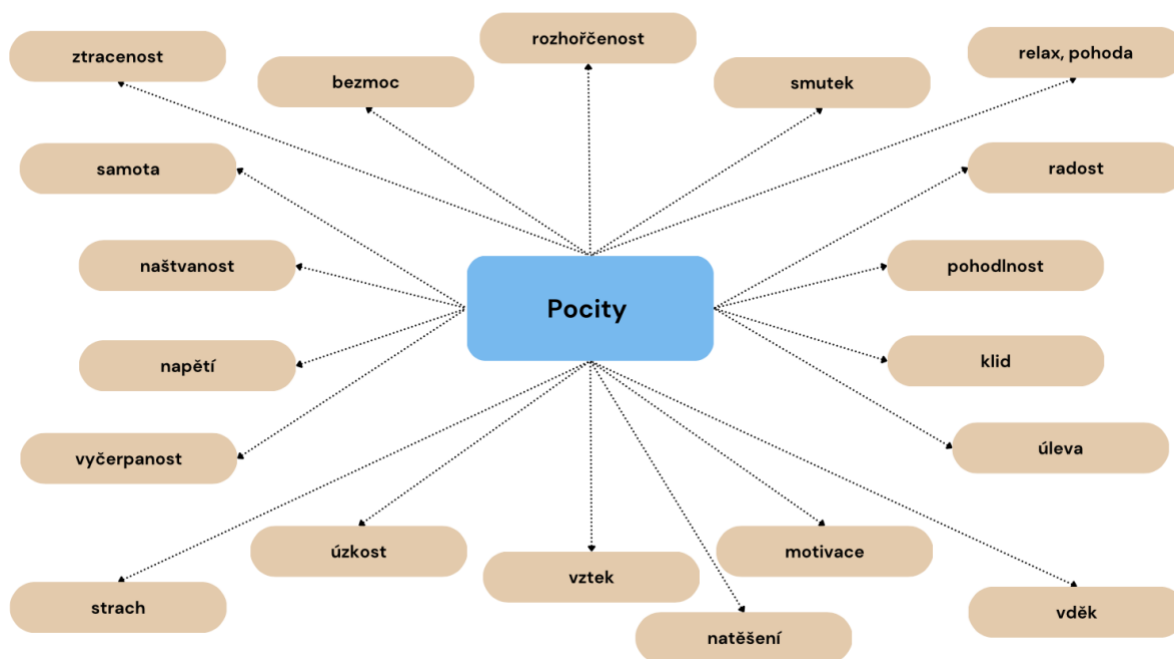 rozhořčenost
ztracenost
relax, pohoda
bezmoc
smutek
samota
radost
naštvanost
pohodlnost
Pocity
napětí
klid
vyčerpanost
úleva
úzkost
motivace
vztek
strach
vděk
natěšení